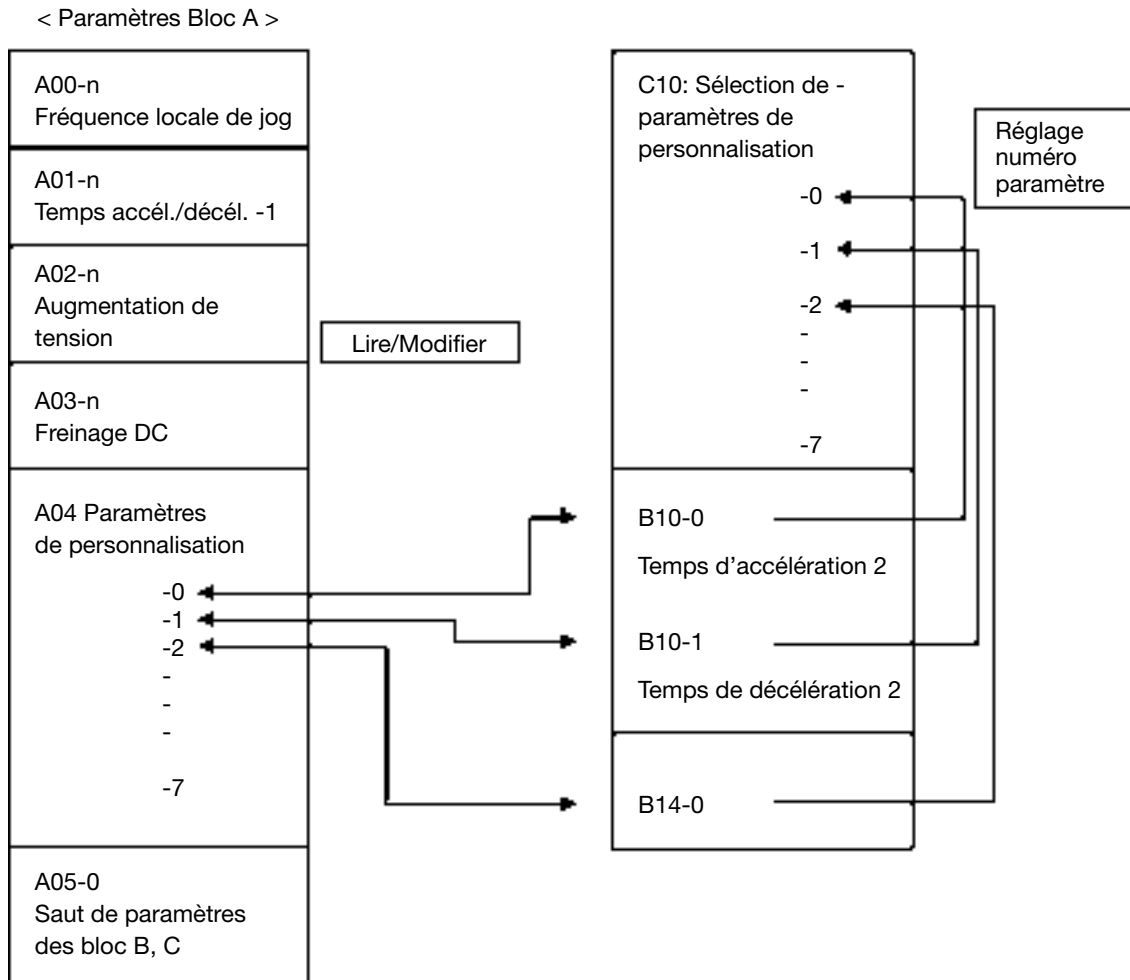 < Paramètres Bloc A >
A00-n
Fréquence locale de jog
A01-n
Temps accél./décél. -1
A02-n
Augmentation de
tension
A03-n
Freinage DC
A04 Paramètres
de personnalisation
-0
-1
-2
-
-
-
-7
A05-0
Saut de paramètres
des bloc B, C
Lire/Modifier
C10: Sélection de -
paramètres de
personnalisation
-0
-1
-2
-
-
-
-7
B10-0
Temps d'accélération 2
B10-1
Temps de décélération 2
B14-0
Réglage
numéro
paramètre